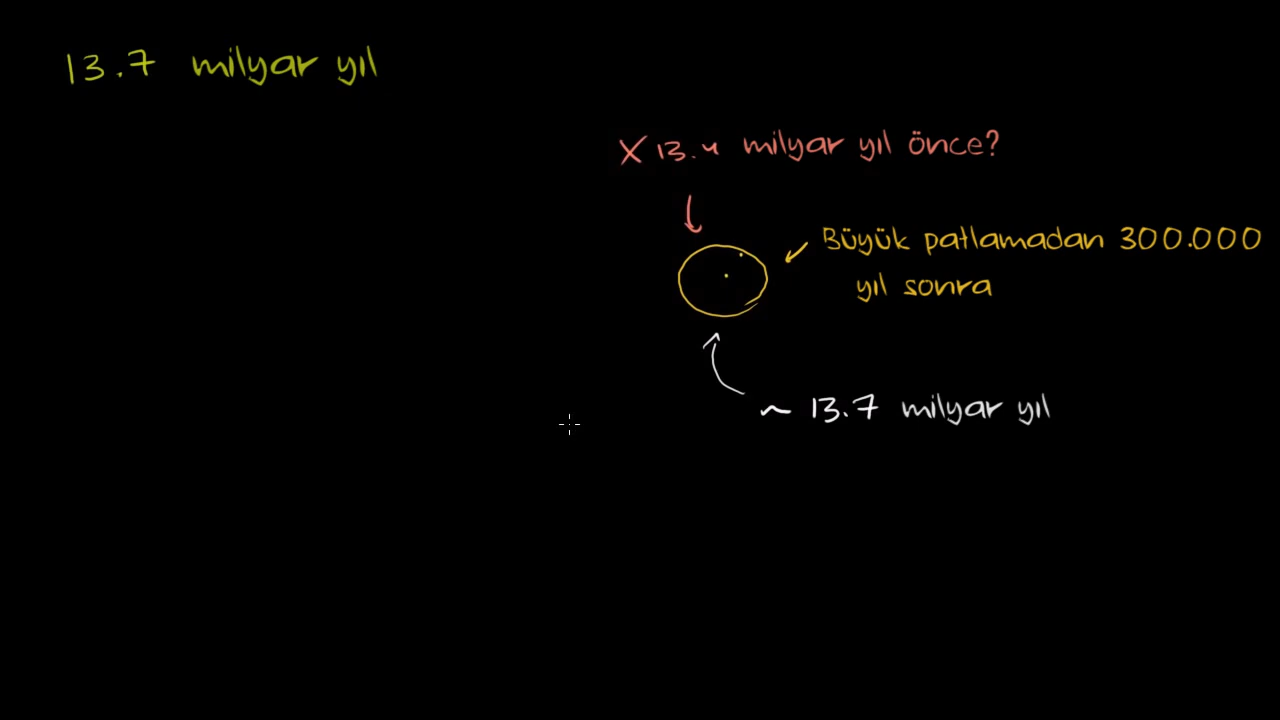 13.7 milyar yıl
X 13.4 milyar yıl önce?
Büyük patlamadan 300.000
yıl sonra
~ 13.7 milyar yıl